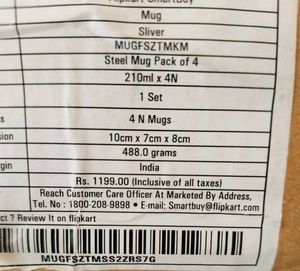 Flipkart SmartBuy
Mug
Sliver
MUGFSZTMKM
Steel Mug Pack of 4
210ml x 4N
1 Set
s 4 N Mugs
sion 10cm x 7cm x 8cm
488.0 grams
gin India
Rs. 1199.00 (Inclusive of all taxes)
Reach Customer Care Officer At Marketed By Address,
Tel. No : 1800-208-9898 • E-mail: Smartbuy@flipkart.com
ct ? Review It on flipkart
MUGFSZTMSS2ZRS7G